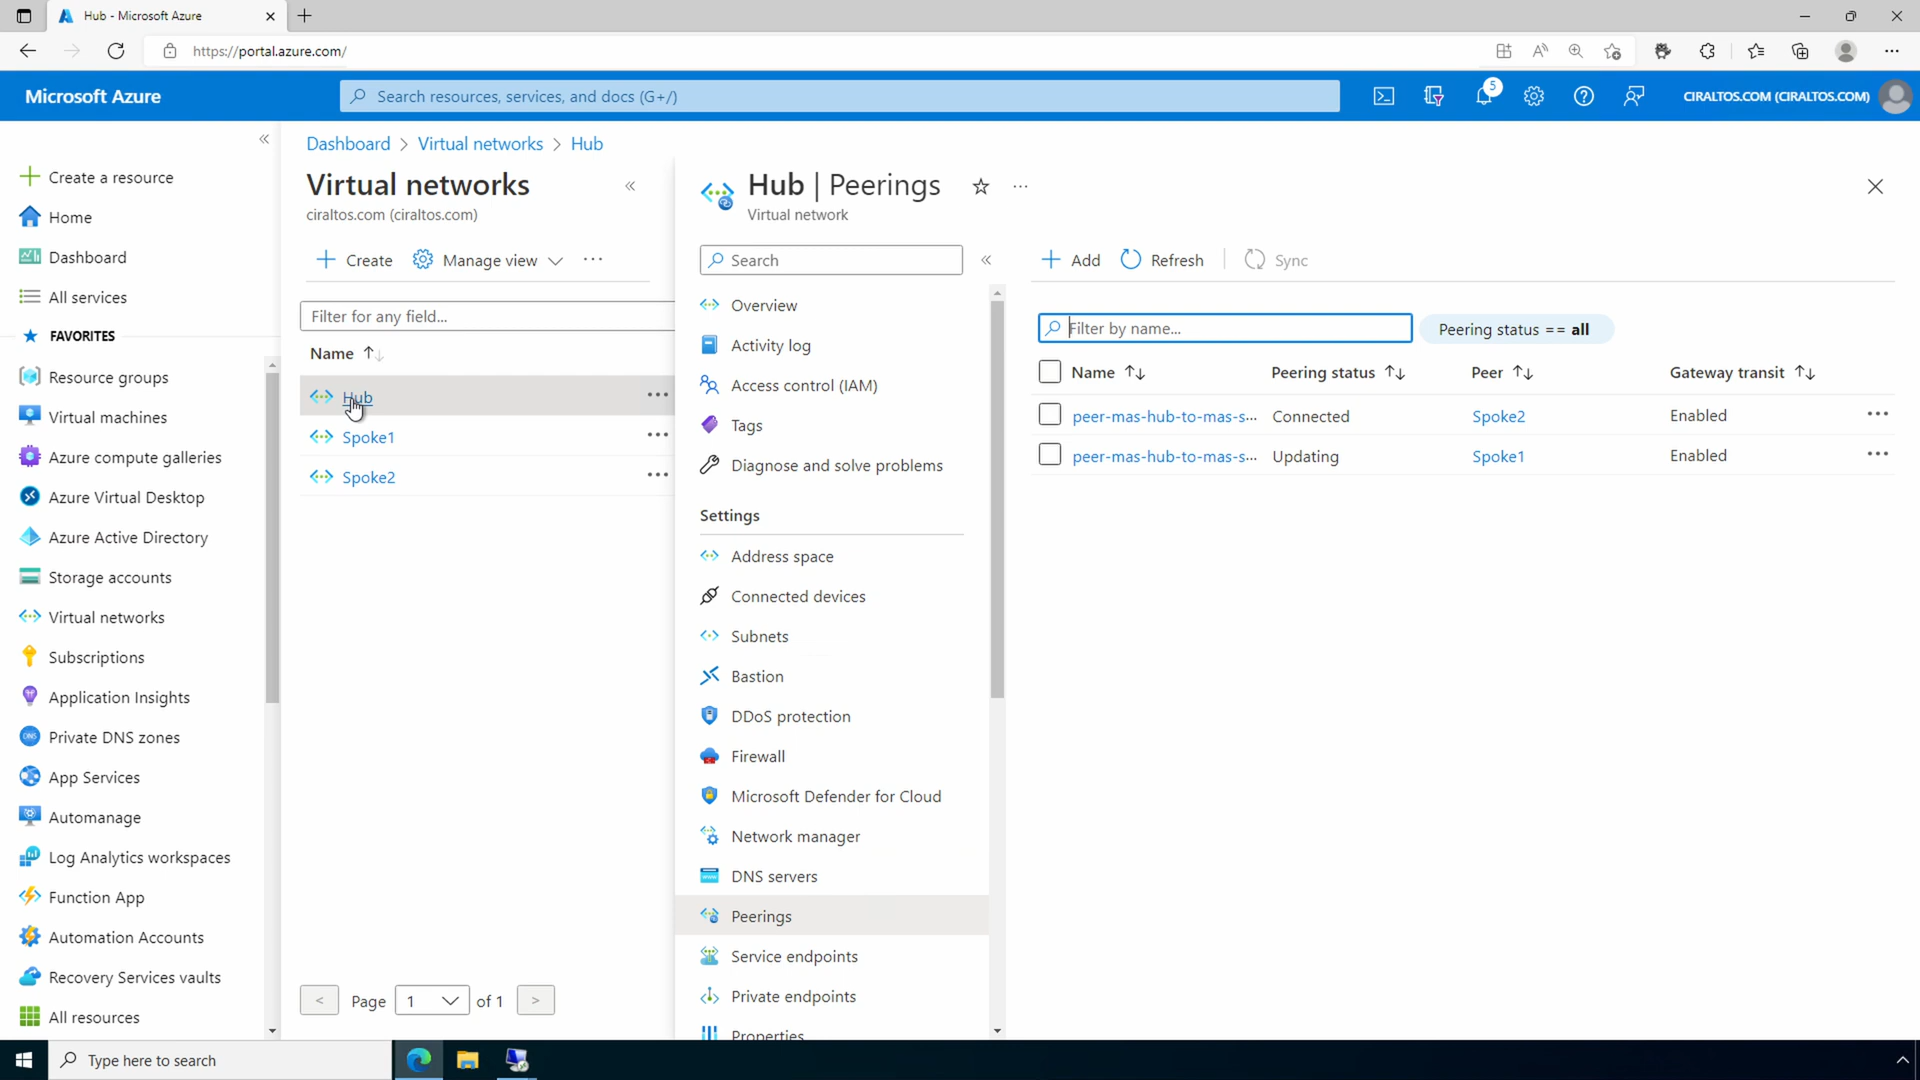 Hub - Microsoft Azure
https://portal.azure.com/
Microsoft Azure
Search resources, services, and docs (G+/)
5
CIRALTOS.COM (CIRALTOS.COM)
Create a resource
Home
Dashboard
All services
FAVORITES
Resource groups
Virtual machines
Azure compute galleries
Azure Virtual Desktop
Azure Active Directory
Storage accounts
Virtual networks
Subscriptions
Application Insights
Private DNS zones
App Services
Automanage
Log Analytics workspaces
Function App
Automation Accounts
Recovery Services vaults
All resources
Dashboard > Virtual networks > Hub
Virtual networks
ciraltos.com (ciraltos.com)
Create
Manage view
Filter for any field...
Name
Hub
Spoke1
Spoke2
< Page 1 of 1 >
Hub | Peerings
Virtual network
Search
Overview
Activity log
Access control (IAM)
Tags
Diagnose and solve problems
Settings
Address space
Connected devices
Subnets
Bastion
DDoS protection
Firewall
Microsoft Defender for Cloud
Network manager
DNS servers
Peerings
Service endpoints
Private endpoints
Properties
Add
Refresh
Sync
Filter by name...
Peering status == all
Name Peering status Peer Gateway transit
peer-mas-hub-to-mas-s... Connected Spoke2 Enabled
peer-mas-hub-to-mas-s... Updating Spoke1 Enabled
Type here to search